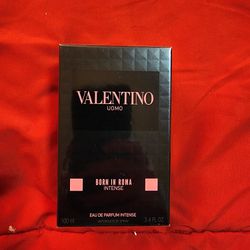 VALENTINO
UOMO
BORN IN ROMA
INTENSE
EAU DE PARFUM INTENSE
100 ml 3.4 FL.OZ.